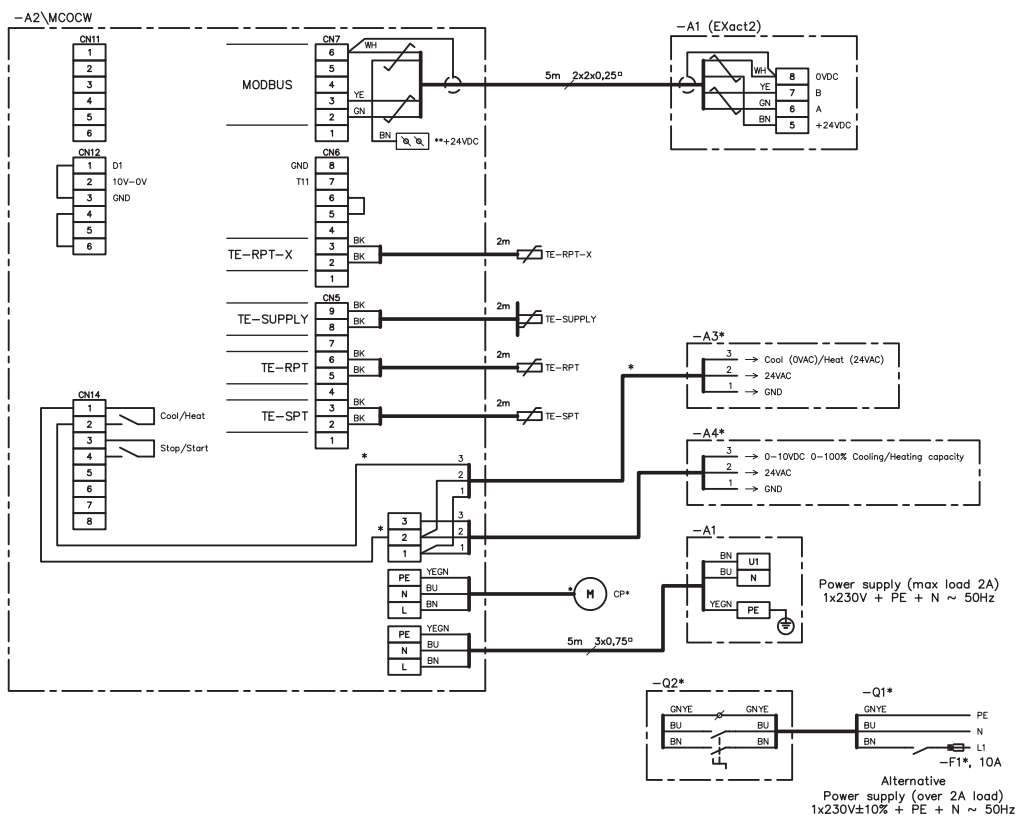 -A2\MCOCW
CN11
1
2
3
4
5
6
CN12
1 D1
2 10V-0V
3 GND
4
5
6
CN14
1
2
3
4
5
6
7
8
Cool/Heat
Stop/Start
MODBUS
CN7
6 WH
5
4
3 YE
2 GN
1
BN **+24VDC
CN6
GND 8
T11 7
6
5
4
TE-RPT-X
3 BK
2 BK
1
2m
TE-RPT-X
CN5
TE-SUPPLY
9 BK
8 BK
7
2m
TE-SUPPLY
TE-RPT
6 BK
5 BK
4
2m
TE-RPT
TE-SPT
3 BK
2 BK
1
2m
TE-SPT
*
3
2
1
*
*
3 3
2 2
1 1
PE YEGN
N BU
L BN
* M CP*
PE YEGN
N BU
L BN
5m 3x0,75¤
5m 2x2x0,25¤
-A1 (EXact2)
WH 8 0VDC
YE 7 B
GN 6 A
BN 5 +24VDC
-A3*
3 → Cool (0VAC)/Heat (24VAC)
2 → 24VAC
1 → GND
-A4*
3 → 0-10VDC 0-100% Cooling/Heating capacity
2 → 24VAC
1 → GND
-A1
BN U1
BU N
YEGN PE
Power supply (max load 2A)
1x230V + PE + N ~ 50Hz
-Q2*
GNYE GNYE
BU BU
BN BN
-Q1*
GNYE PE
BU N
BN L1
-F1*, 10A
Alternative
Power supply (over 2A load)
1x230V±10% + PE + N ~ 50Hz